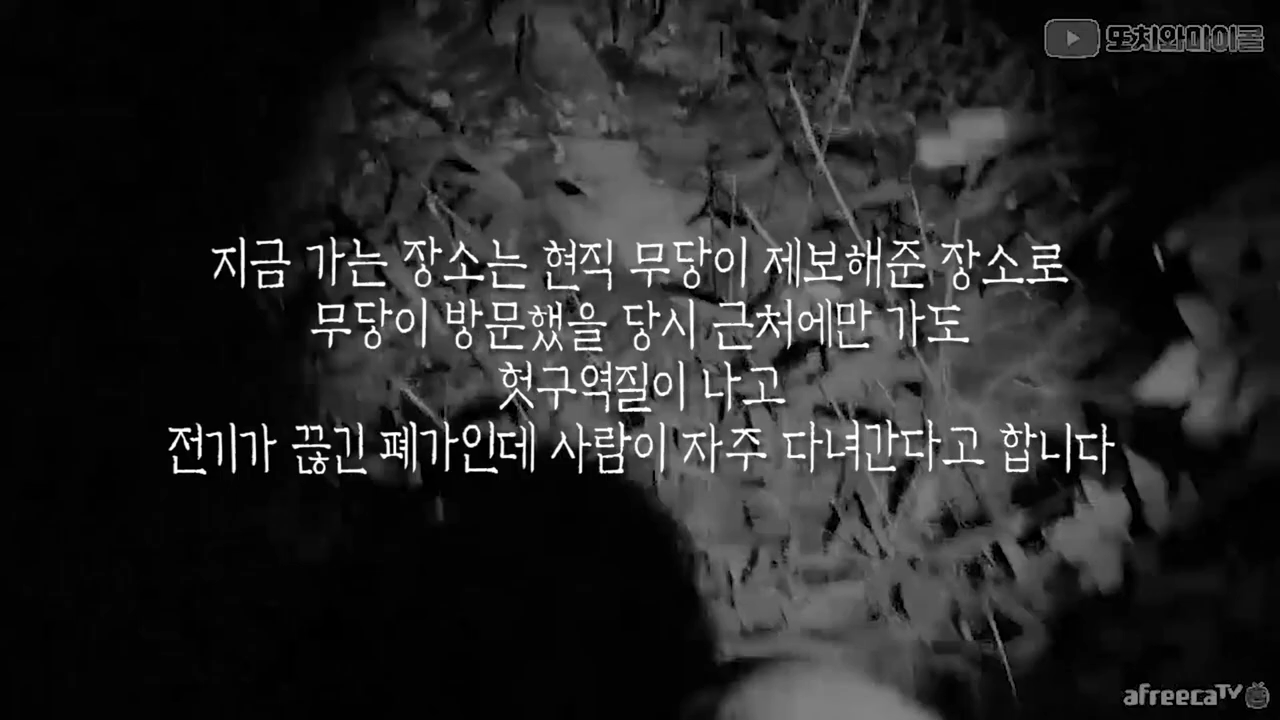 또치와마이콜
지금 가는 장소는 현직 무당이 제보해준 장소로
무당이 방문했을 당시 근처에만 가도
헛구역질이 나고
전기가 끊긴 폐가인데 사람이 자주 다녀간다고 합니다
afreecaTV